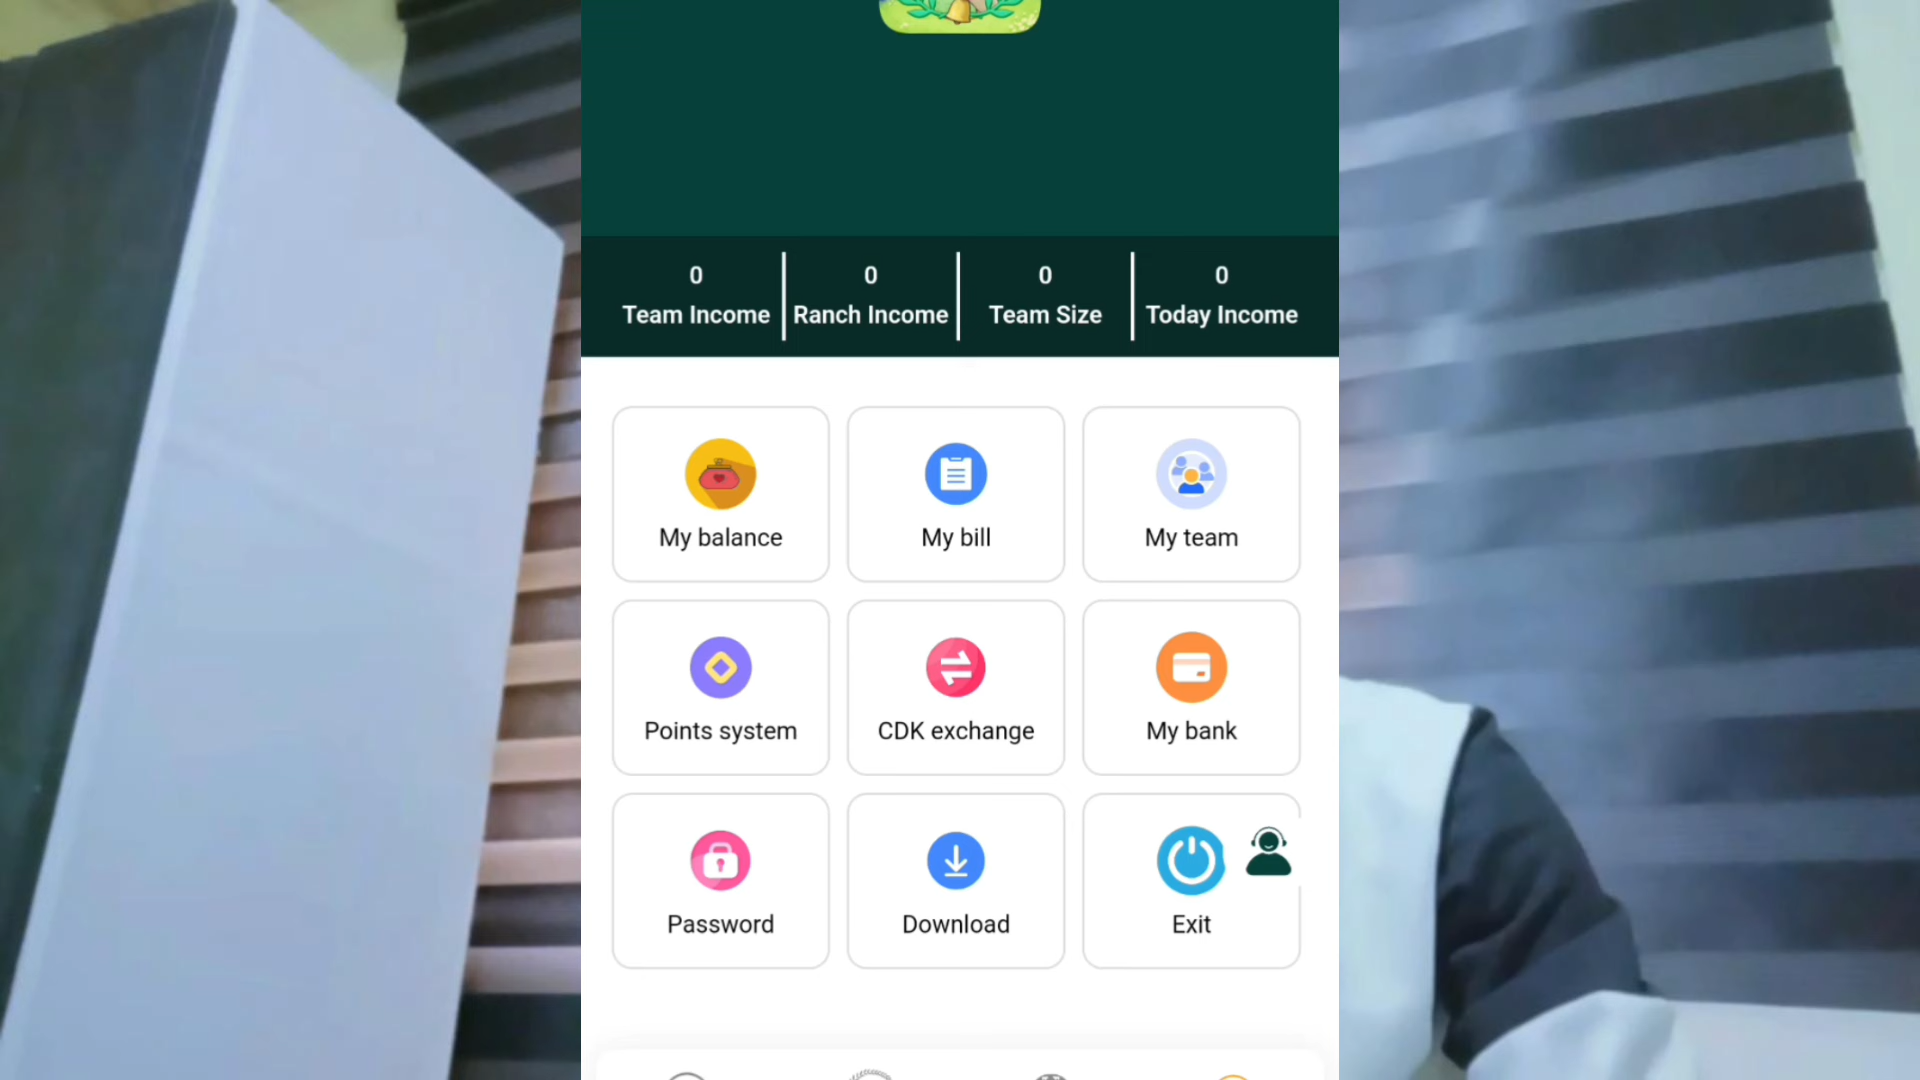 0 0 0 0
Team Income Ranch Income Team Size Today Income
My balance My bill My team
Points system CDK exchange My bank
Password Download Exit